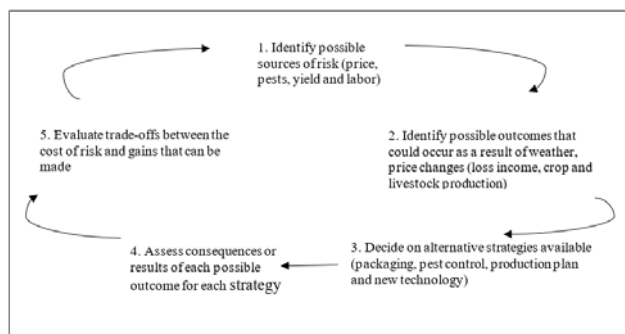 1. Identify possible
sources of risk (price,
pests, yield and labor)
2. Identify possible outcomes that
could occur as a result of weather,
price changes (loss income, crop and
livestock production)
3. Decide on alternative strategies available
(packaging, pest control, production plan
and new technology)
4. Assess consequences or
results of each possible
outcome for each strategy
5. Evaluate trade-offs between the
cost of risk and gains that can be
made